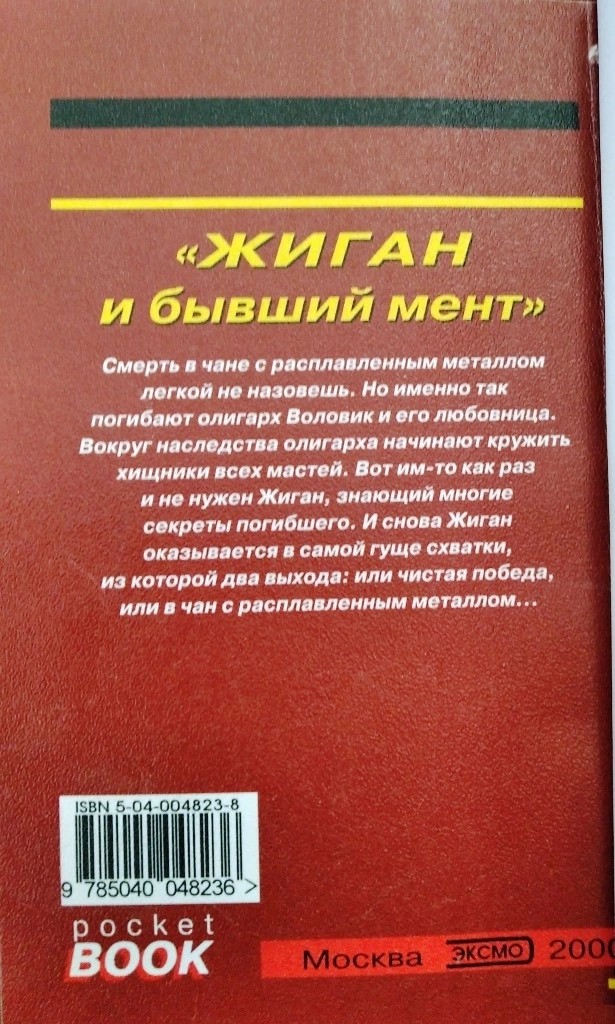 «ЖИГАН
и бывший мент»
Смерть в чане с расплавленным металлом
легкой не назовешь. Но именно так
погибают олигарх Воловик и его любовница.
Вокруг наследства олигарха начинают кружить
хищники всех мастей. Вот им-то как раз
и не нужен Жиган, знающий многие
секреты погибшего. И снова Жиган
оказывается в самой гуще схватки,
из которой два выхода: или чистая победа,
или в чан с расплавленным металлом...
ISBN 5-04-004823-8
9 785040 048236 >
pocket
BOOK
Москва ЭКСМО 2000